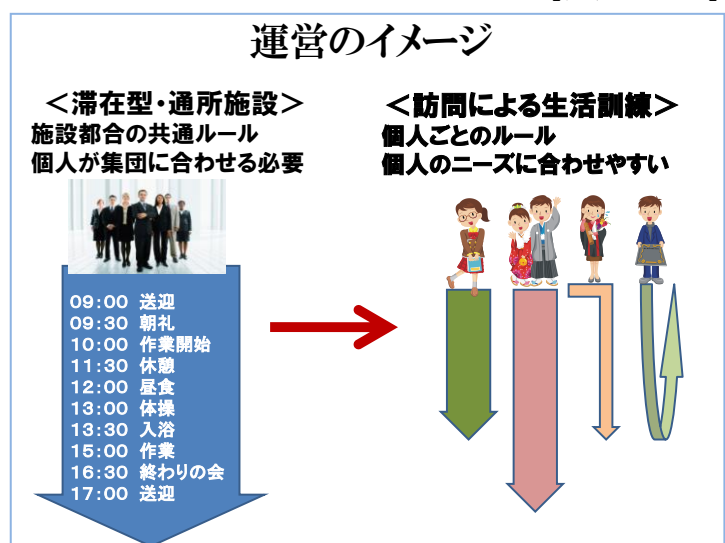 運営のイメージ
＜滞在型・通所施設＞
施設都合の共通ルール
個人が集団に合わせる必要
09:00 送迎
09:30 朝礼
10:00 作業開始
11:30 休憩
12:00 昼食
13:00 体操
13:30 入浴
15:00 作業
16:30 終わりの会
17:00 送迎
＜訪問による生活訓練＞
個人ごとのルール
個人のニーズに合わせやすい